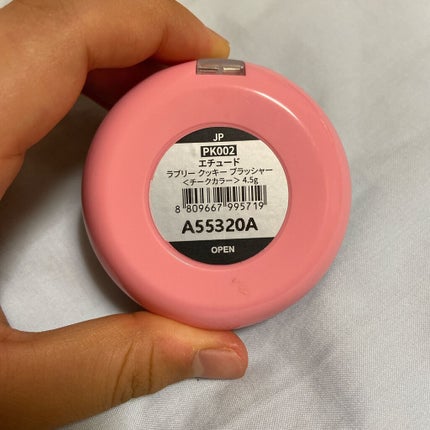 JP
PK002
エチュード
ラブリー クッキー ブラッシャー
＜チークカラー＞ 4.5g
8 809667 995719
A55320A
OPEN